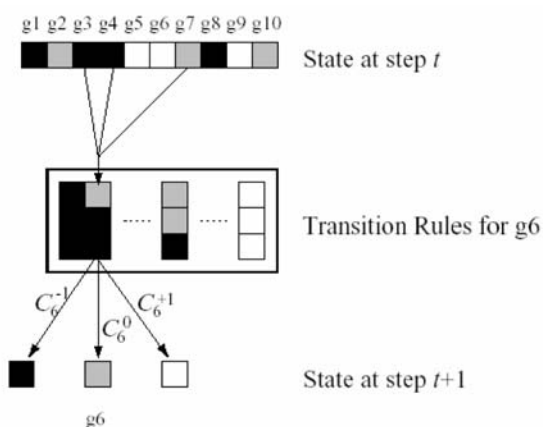 g1 g2 g3 g4 g5 g6 g7 g8 g9 g10
State at step t
Transition Rules for g6
..... .....
C₆⁻¹ C₆⁰ C₆⁺¹
State at step t+1
g6